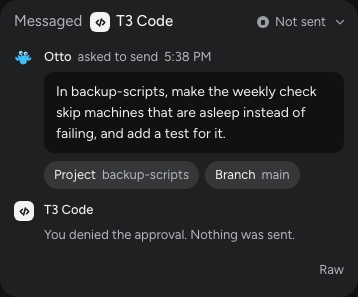 Messaged T3 Code Not sent
Otto asked to send 5:38 PM
In backup-scripts, make the weekly check
skip machines that are asleep instead of
failing, and add a test for it.
Project backup-scripts Branch main
T3 Code
You denied the approval. Nothing was sent.
Raw